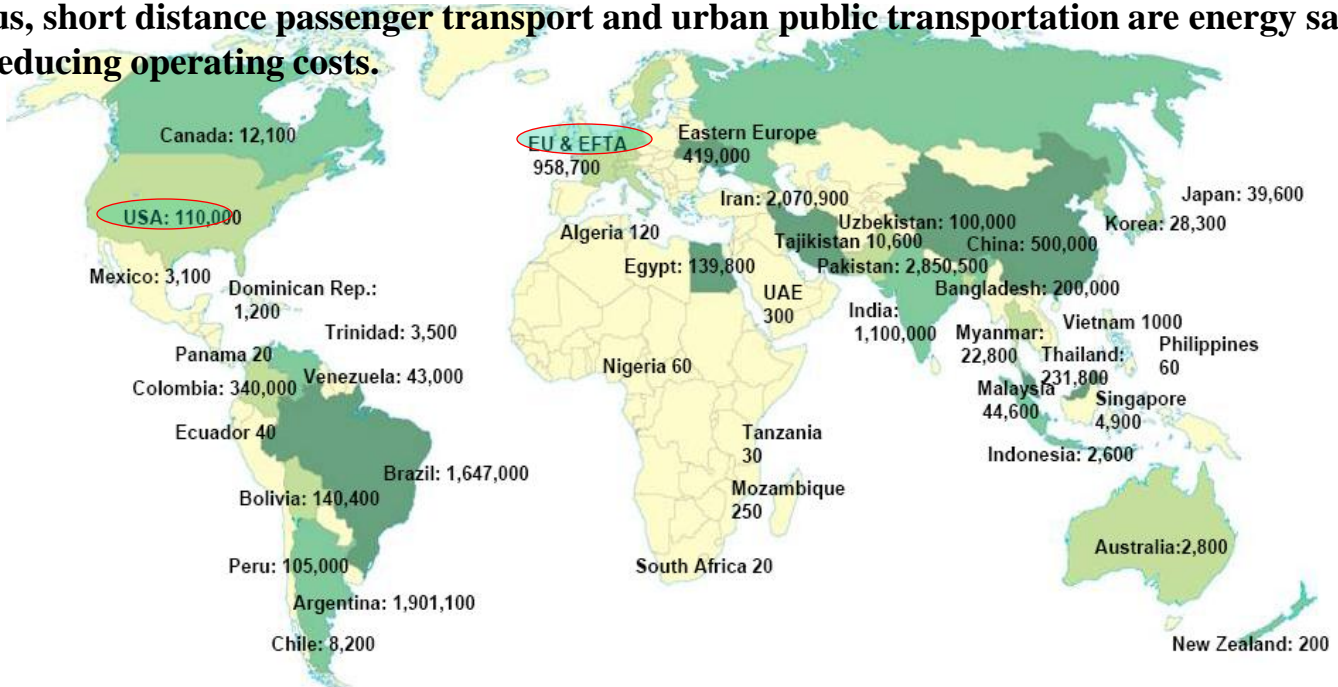 us, short distance passenger transport and urban public transportation are energy sa
educing operating costs.
Canada: 12,100
EU & EFTA
958,700
Eastern Europe
419,000
Japan: 39,600
USA: 110,000
Iran: 2,070,900
Uzbekistan: 100,000
Korea: 28,300
Algeria 120
Tajikistan 10,600
China: 500,000
Mexico: 3,100
Egypt: 139,800
Pakistan: 2,850,500
Dominican Rep.:
1,200
UAE
300
Bangladesh: 200,000
India:
1,100,000
Trinidad: 3,500
Myanmar:
22,800
Vietnam 1000
Philippines
60
Panama 20
Nigeria 60
Thailand:
231,800
Colombia: 340,000
Venezuela: 43,000
Malaysia
44,600
Singapore
4,900
Ecuador 40
Tanzania
30
Indonesia: 2,600
Brazil: 1,647,000
Bolivia: 140,400
Mozambique
250
Australia:2,800
Peru: 105,000
South Africa 20
Argentina: 1,901,100
Chile: 8,200
New Zealand: 200